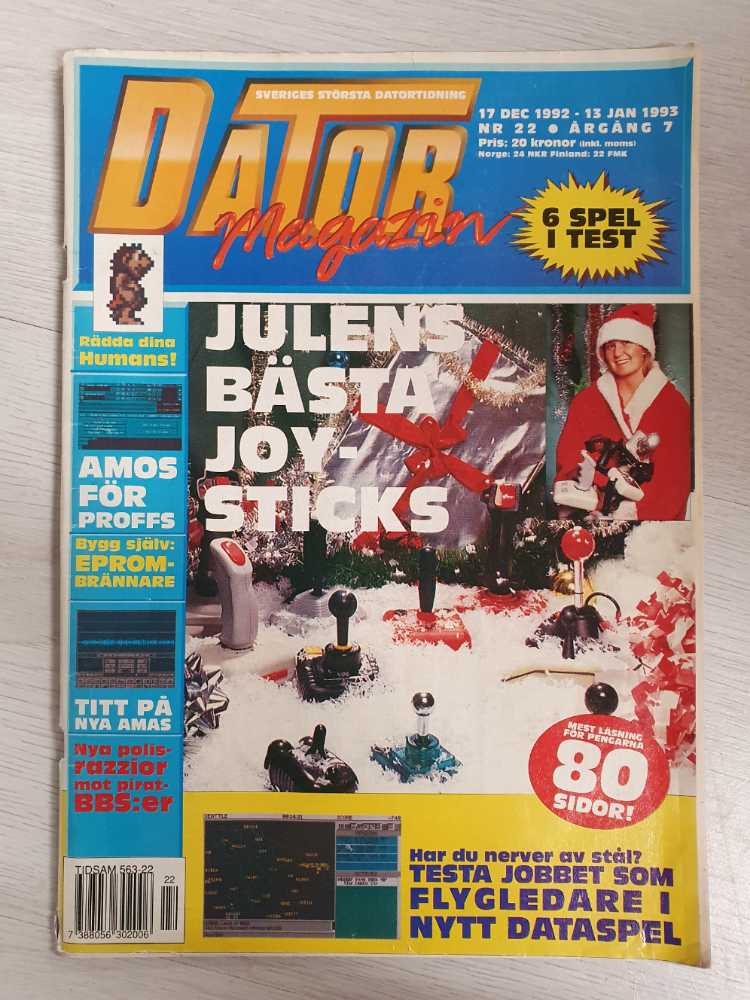 SVERIGES STÖRSTA DATORTIDNING
DATOR
Magazin
17 DEC 1992 - 13 JAN 1993
NR 22 ● ÅRGÅNG 7
Pris: 20 kronor (inkl. moms)
Norge: 24 NKR Finland: 22 FMK
6 SPEL
I TEST
Rädda dina
Humans!
AMOS
FÖR
PROFFS
Bygg själv:
EPROM-
BRÄNNARE
TITT PÅ
NYA AMAS
Nya polis-
razzior
mot pirat-
BBS:er
JULENS
BÄSTA
JOY-
STICKS
MEST LÄSNING
FÖR PENGARNA
80
SIDOR!
Har du nerver av stål?
TESTA JOBBET SOM
FLYGLEDARE I
NYTT DATASPEL
TIDSAM 563-22
22
7 388056 302006